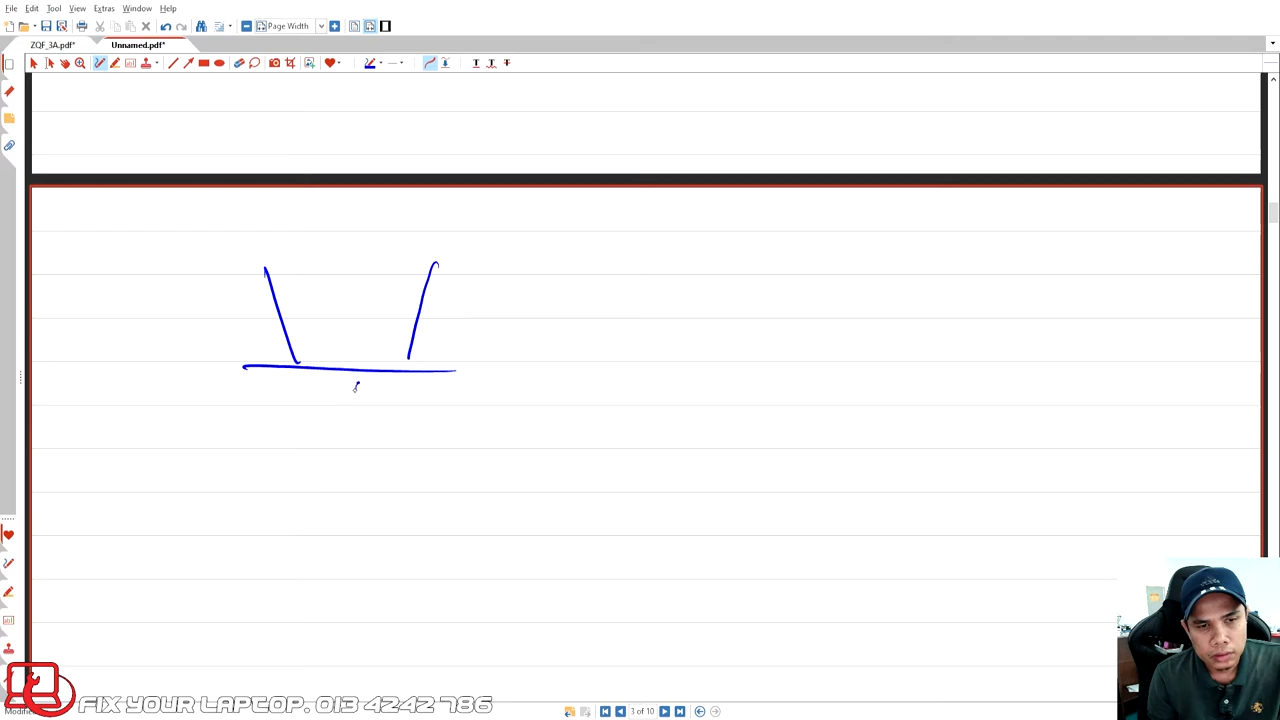 File Edit View Tool Extras Window Help
Page Width
ZQF_3A.pdf* Unnamed.pdf*
FIX YOUR LAPTOP. 013 4242 786
3 of 10